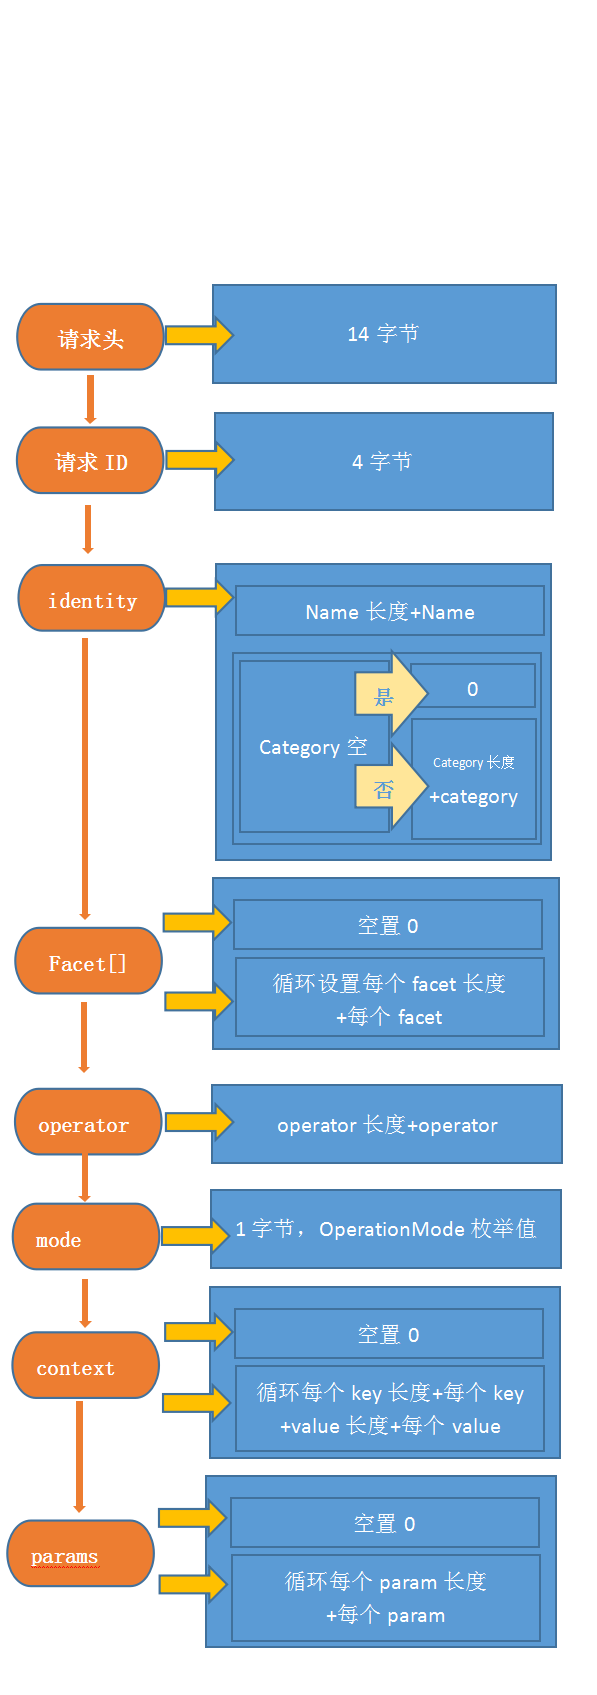 请求头
14 字节
请求 ID
4 字节
identity
Name 长度+Name
Category 空
是
0
否
Category 长度
+category
Facet[]
空置 0
循环设置每个 facet 长度
+每个 facet
operator
operator 长度+operator
mode
1 字节，OperationMode 枚举值
context
空置 0
循环每个 key 长度+每个 key
+value 长度+每个 value
params
空置 0
循环每个 param 长度
+每个 param